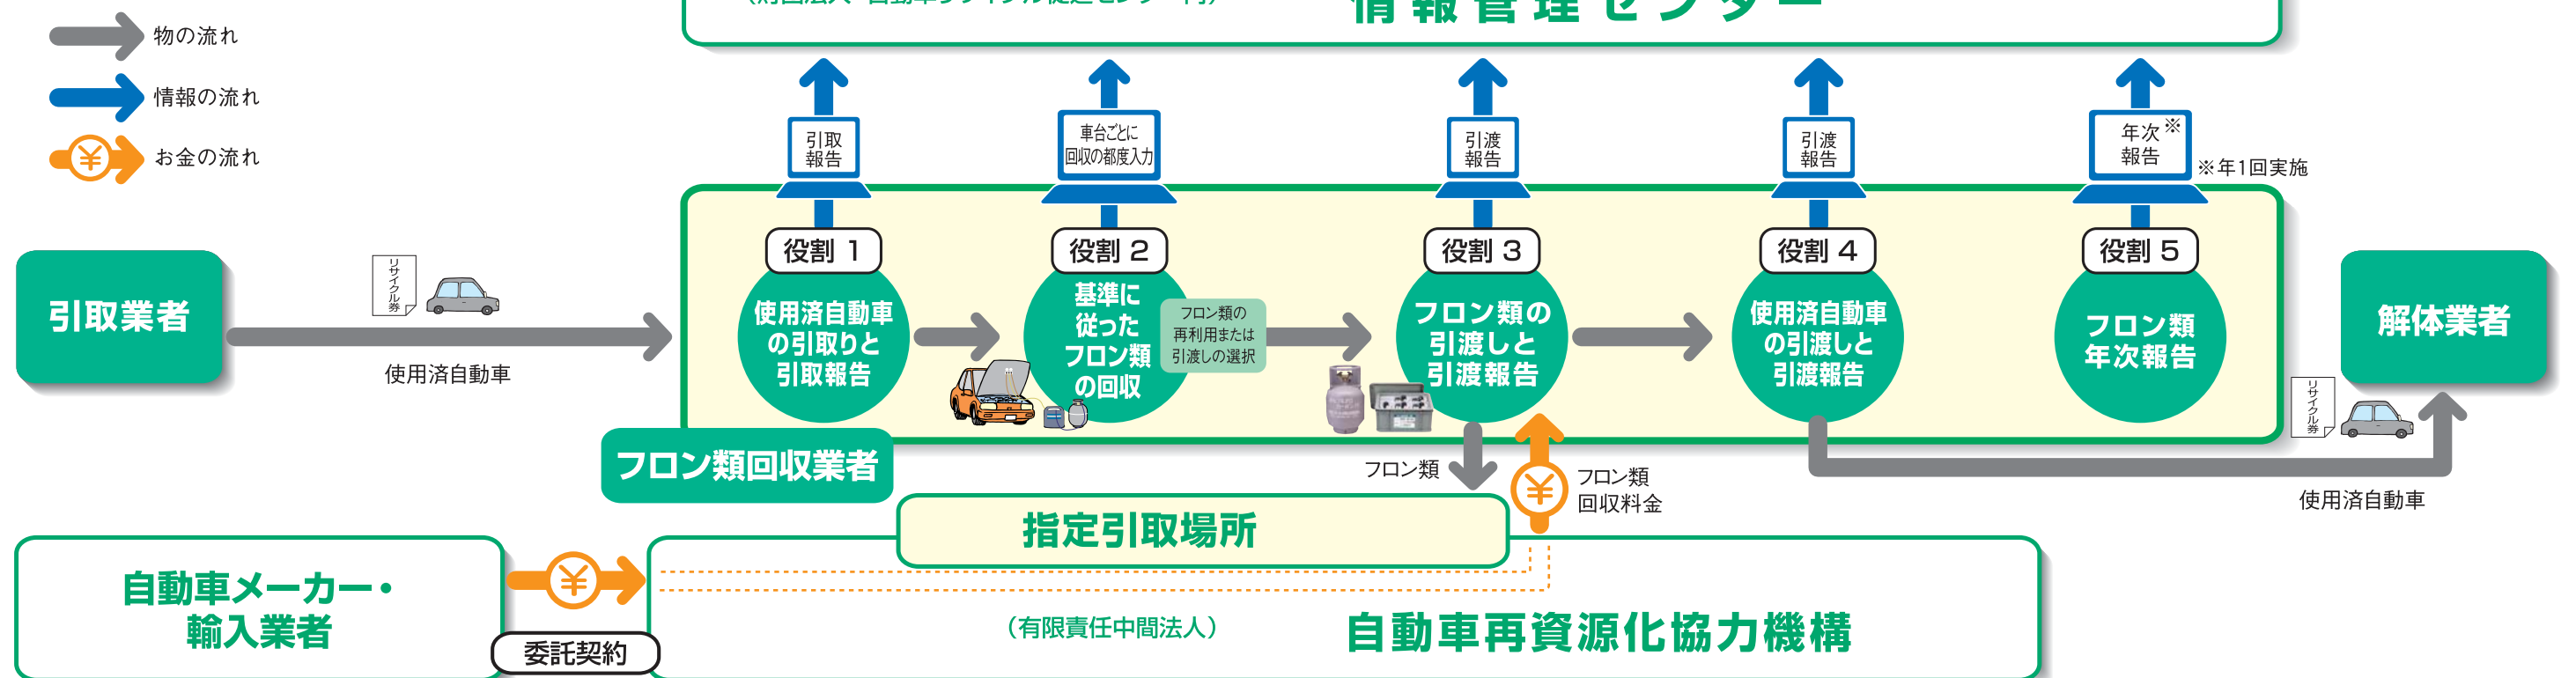 情報管理センター
物の流れ
情報の流れ
お金の流れ
引取
報告
車台ごとに
回収の都度入力
引渡
報告
引渡
報告
年次※
報告
※年1回実施
引取業者
リサイクル券
使用済自動車
役割 1
使用済自動車
の引取りと
引取報告
役割 2
基準に
従った
フロン類
の回収
フロン類の
再利用または
引渡しの選択
役割 3
フロン類の
引渡しと
引渡報告
役割 4
使用済自動車
の引渡しと
引渡報告
役割 5
フロン類
年次報告
解体業者
リサイクル券
使用済自動車
フロン類回収業者
フロン類
¥
フロン類
回収料金
指定引取場所
自動車メーカー・
輸入業者
¥
委託契約
(有限責任中間法人)
自動車再資源化協力機構